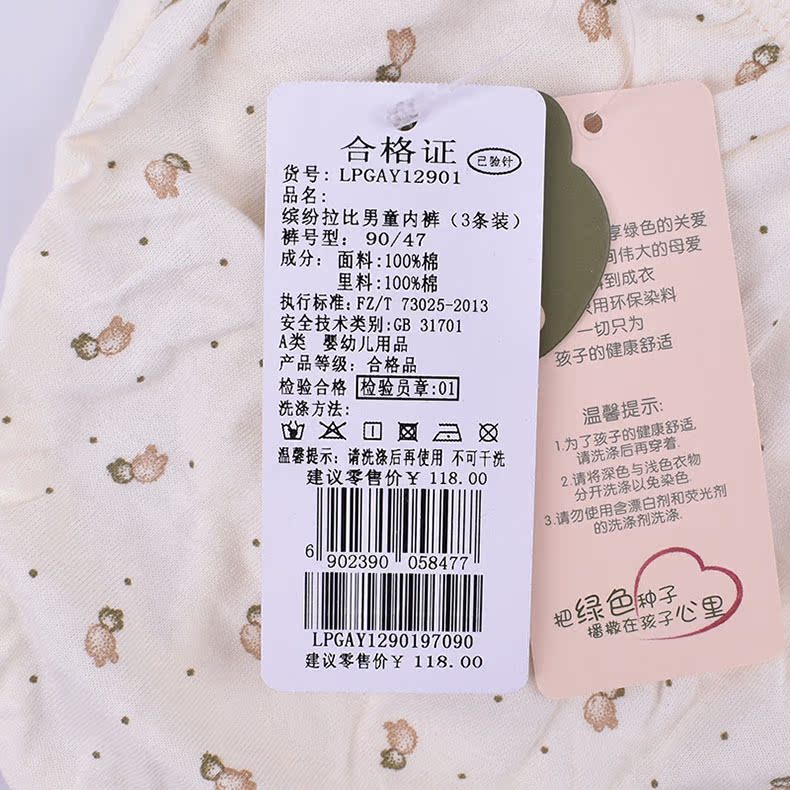 合格证 已验针
货号: LPGAY12901
品名:
缤纷拉比男童内裤（3条装）
裤号型: 90/47
成分: 面料:100%棉
里料:100%棉
执行标准:FZ/T 73025-2013
安全技术类别:GB 31701
A类 婴幼儿用品
产品等级: 合格品
检验合格 检验员章:01
洗涤方法:
温馨提示: 请洗涤后再使用 不可干洗
建议零售价￥ 118.00
6 902390 058477
LPGAY1290197090
建议零售价￥ 118.00
享绿色的关爱
间伟大的母爱
到成衣
用环保染料
一切只为
孩子的健康舒适
温馨提示:
1.为了孩子的健康舒适,
请洗涤后再穿着.
2.请将深色与浅色衣物
分开洗涤以免染色.
3.请勿使用含漂白剂和荧光剂
的洗涤剂洗涤.
把绿色种子
播撒在孩子心里